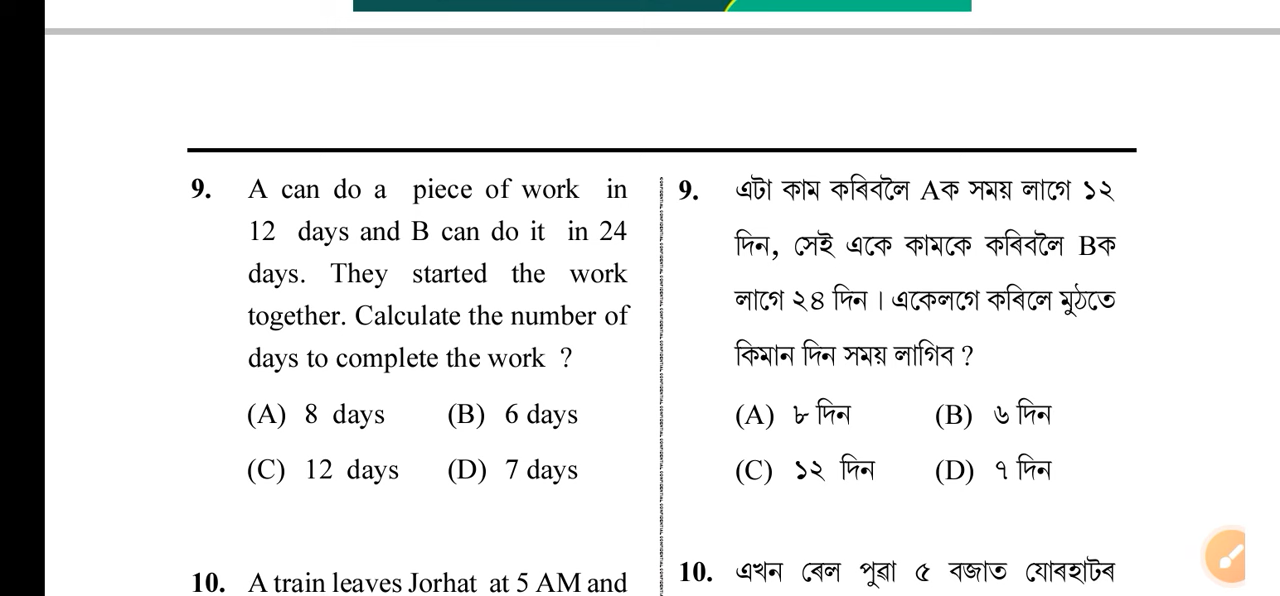 9. A can do a piece of work in
12 days and B can do it in 24
days. They started the work
together. Calculate the number of
days to complete the work ?
(A) 8 days (B) 6 days
(C) 12 days (D) 7 days
10. A train leaves Jorhat at 5 AM and
9. এটা কাম কৰিবলৈ Aক সময় লাগে ১২
দিন, সেই একে কামকে কৰিবলৈ Bক
লাগে ২৪ দিন । একেলগে কৰিলে মুঠতে
কিমান দিন সময় লাগিব ?
(A) ৮ দিন (B) ৬ দিন
(C) ১২ দিন (D) ৭ দিন
10. এখন ৰেল পুৱা ৫ বজাত যোৰহাটৰ